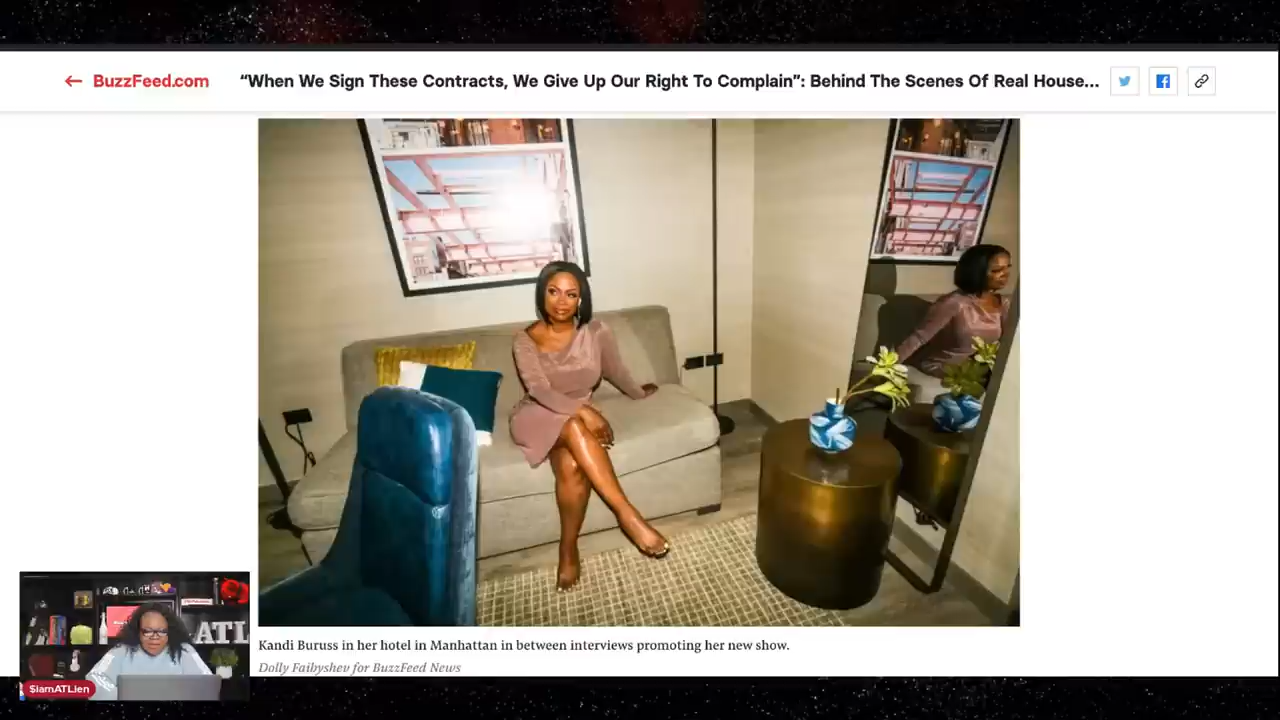 BuzzFeed.com
“When We Sign These Contracts, We Give Up Our Right To Complain”: Behind The Scenes Of Real House...
Kandi Buruss in her hotel in Manhattan in between interviews promoting her new show.
Dolly Faibyshev for BuzzFeed News
ATL
$iamATLien